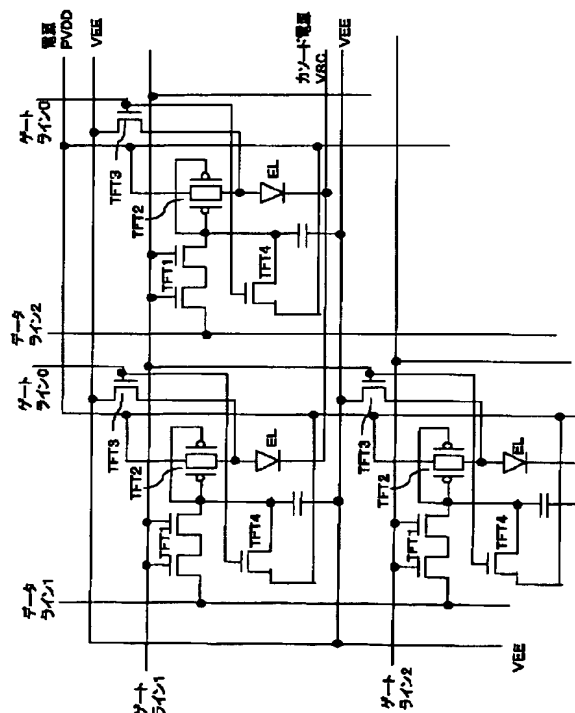 電源
PVDD
VEE
ゲート
ライン0
カソード電源
VBC
VEE
TFT3
TFT2
EL
TFT1
TFT4
データ
ライン2
ゲート
ライン0
TFT3
TFT2
EL
TFT1
TFT4
TFT3
TFT2
EL
TFT1
TFT4
データ
ライン1
VEE
ゲート
ライン1
ゲート
ライン2